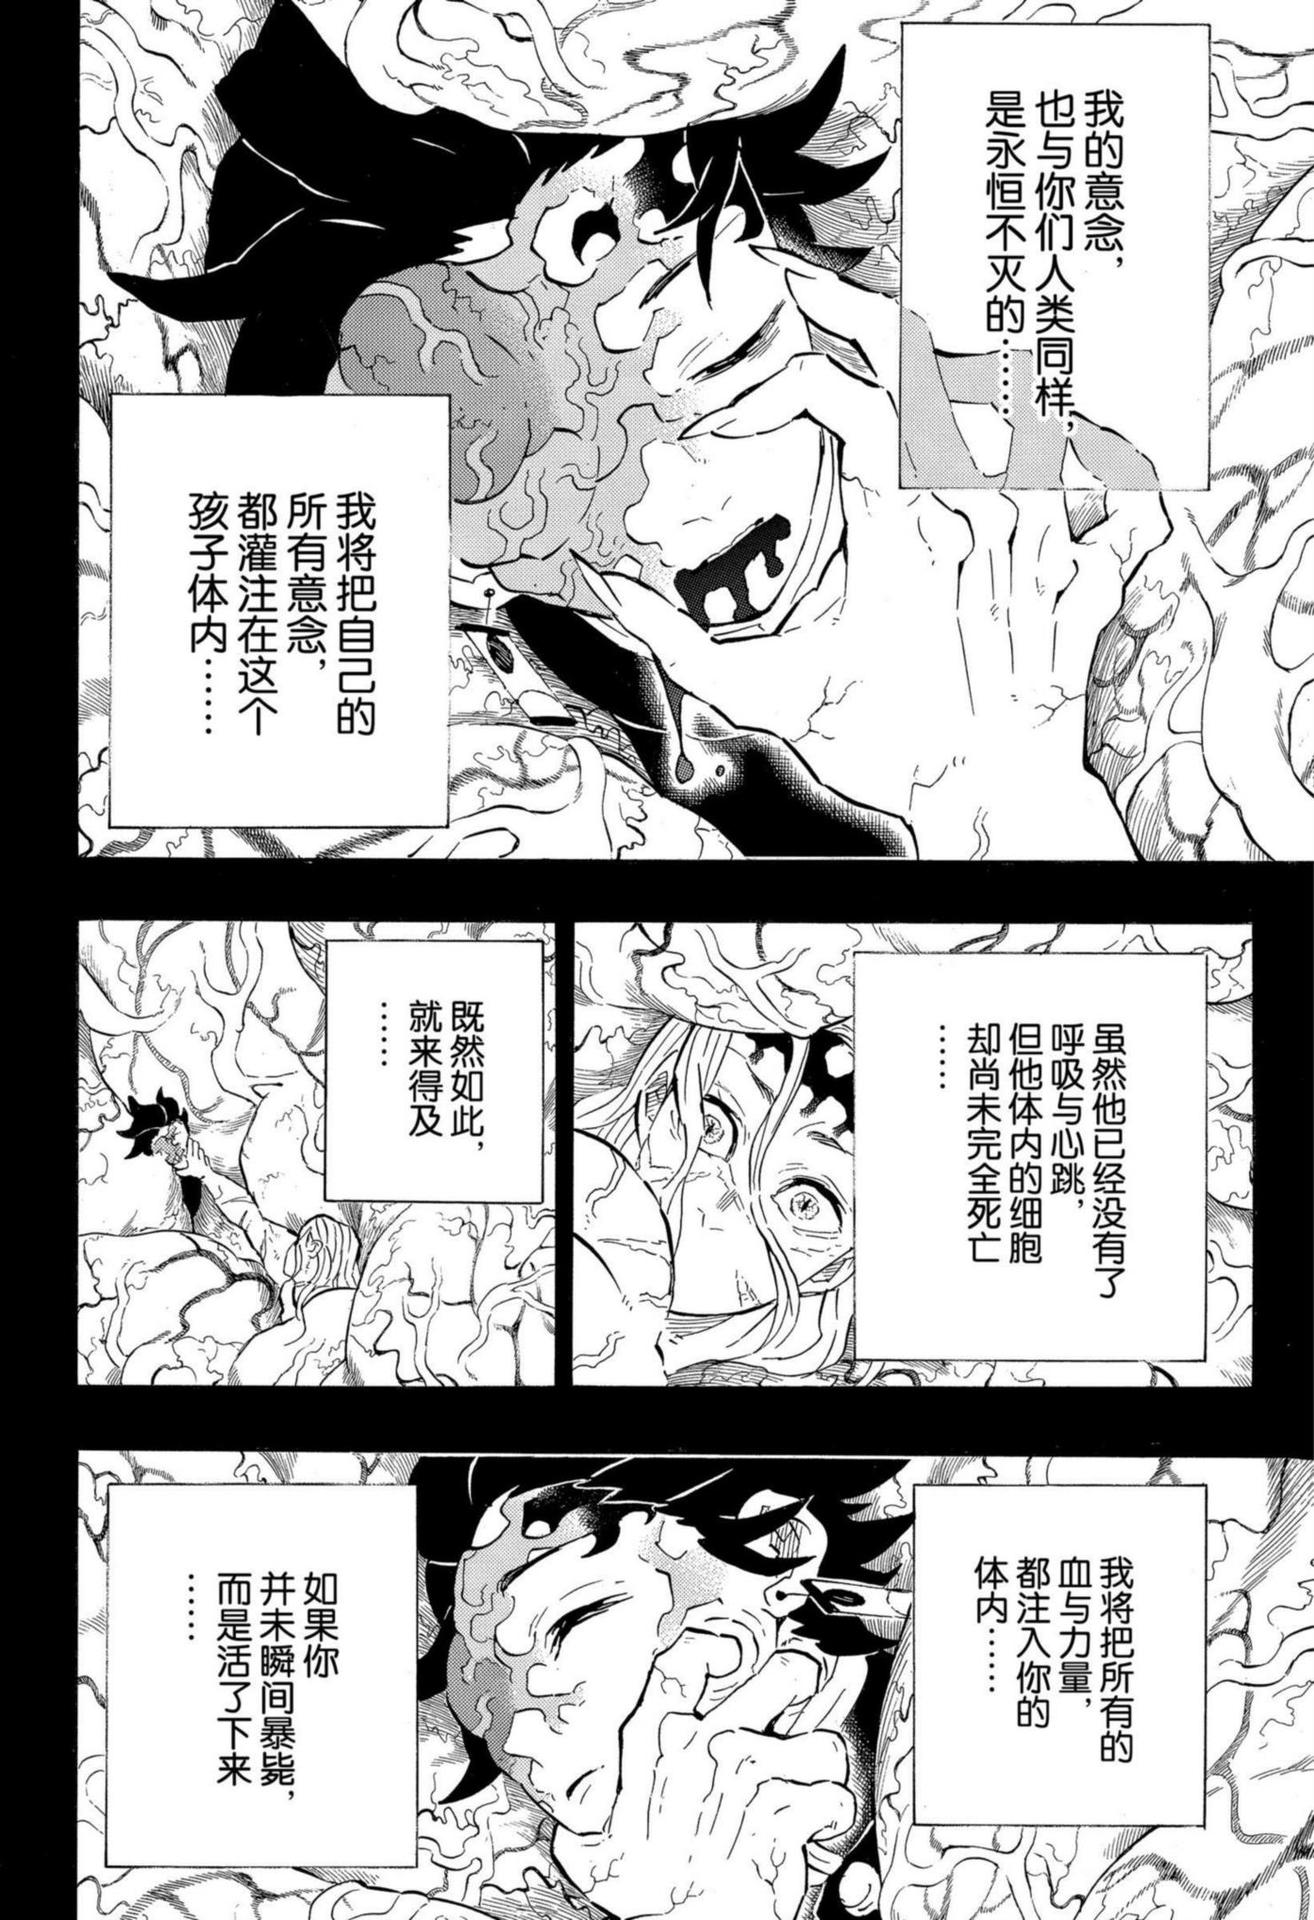 我的意念，
也与你们人类同样，
是永恒不灭的……
我将把自己的
所有意念，
都灌注在这个
孩子体内……
虽然他已经没有了
呼吸与心跳，
但他体内的细胞
却尚未完全死亡
……
既然如此，
就来得及
……
我将把所有的
血与力量，
都注入你的
体内……
如果你
并未瞬间暴毙，
而是活了下来
……